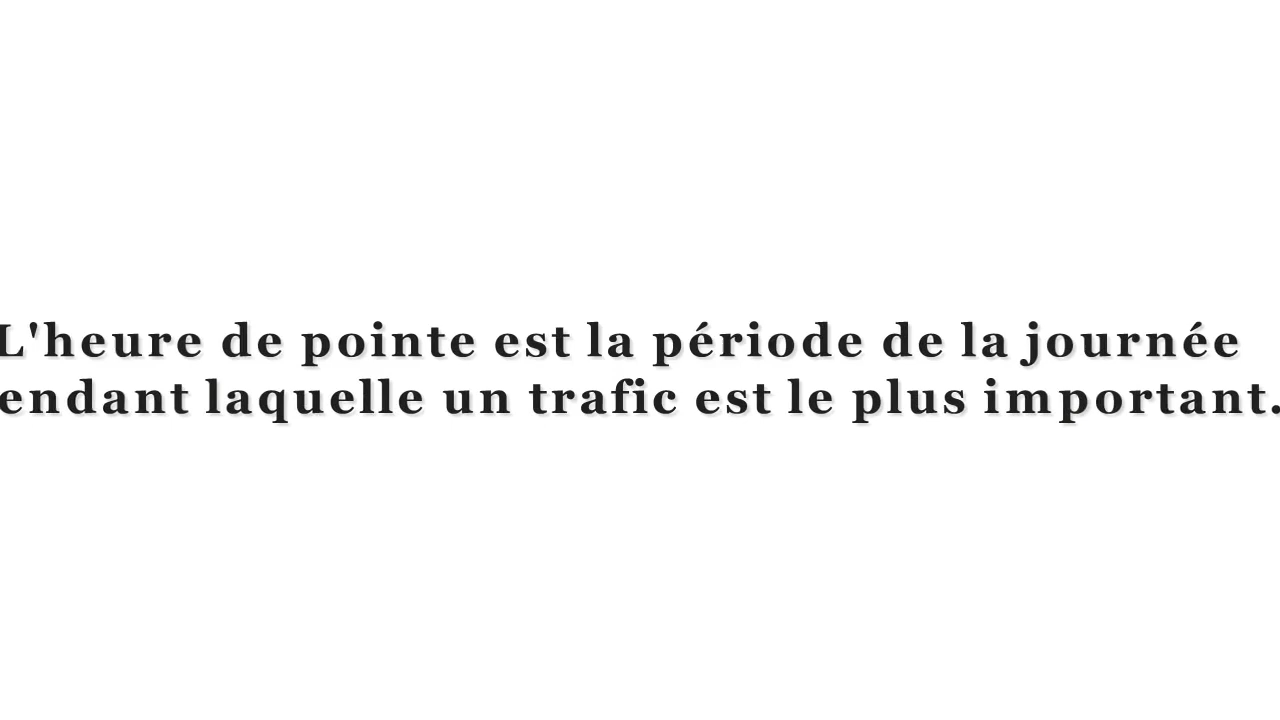 L'heure de pointe est la période de la journée
endant laquelle un trafic est le plus important.